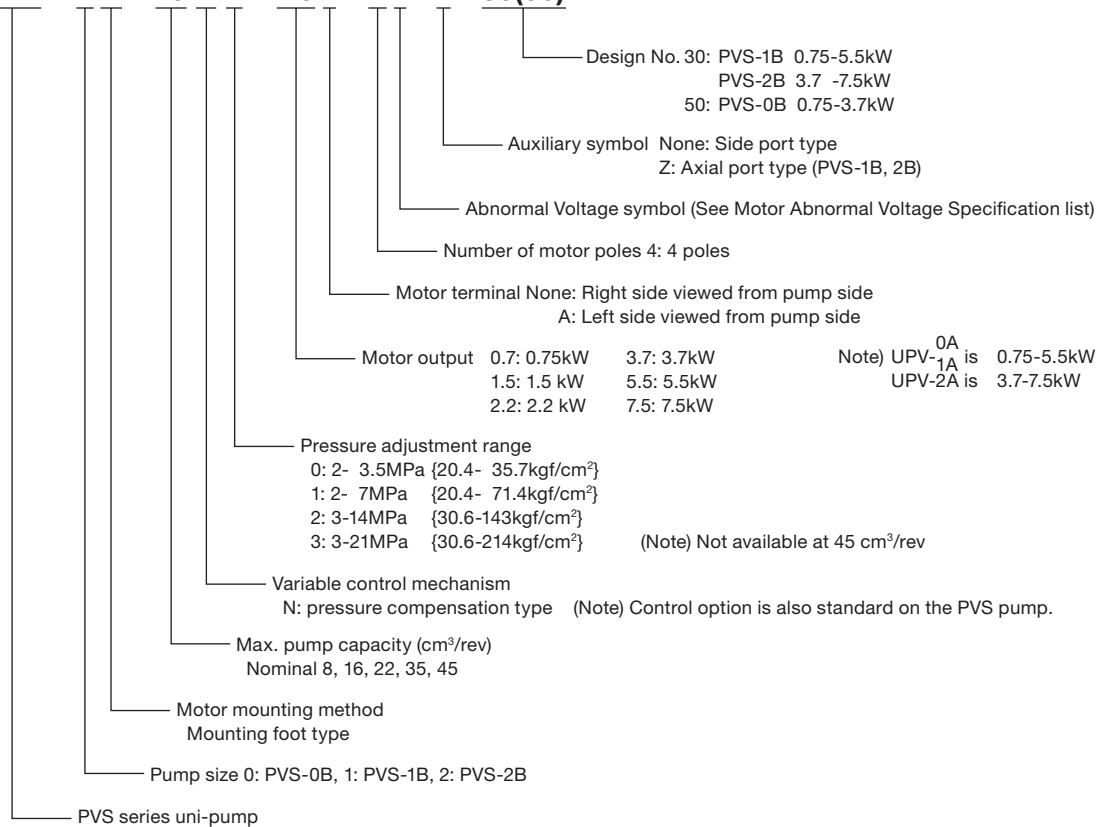 Design No. 30: PVS-1B 0.75-5.5kW
PVS-2B 3.7 -7.5kW
50: PVS-0B 0.75-3.7kW
Auxiliary symbol None: Side port type
Z: Axial port type (PVS-1B, 2B)
Abnormal Voltage symbol (See Motor Abnormal Voltage Specification list)
Number of motor poles 4: 4 poles
Motor terminal None: Right side viewed from pump side
A: Left side viewed from pump side
Motor output 0.7: 0.75kW 3.7: 3.7kW Note) UPV-0A/1A is 0.75-5.5kW
1.5: 1.5 kW 5.5: 5.5kW UPV-2A is 3.7-7.5kW
2.2: 2.2 kW 7.5: 7.5kW
Pressure adjustment range
0: 2- 3.5MPa {20.4- 35.7kgf/cm²}
1: 2- 7MPa {20.4- 71.4kgf/cm²}
2: 3-14MPa {30.6-143kgf/cm²}
3: 3-21MPa {30.6-214kgf/cm²} (Note) Not available at 45 cm³/rev
Variable control mechanism
N: pressure compensation type (Note) Control option is also standard on the PVS pump.
Max. pump capacity (cm³/rev)
Nominal 8, 16, 22, 35, 45
Motor mounting method
Mounting foot type
Pump size 0: PVS-0B, 1: PVS-1B, 2: PVS-2B
PVS series uni-pump